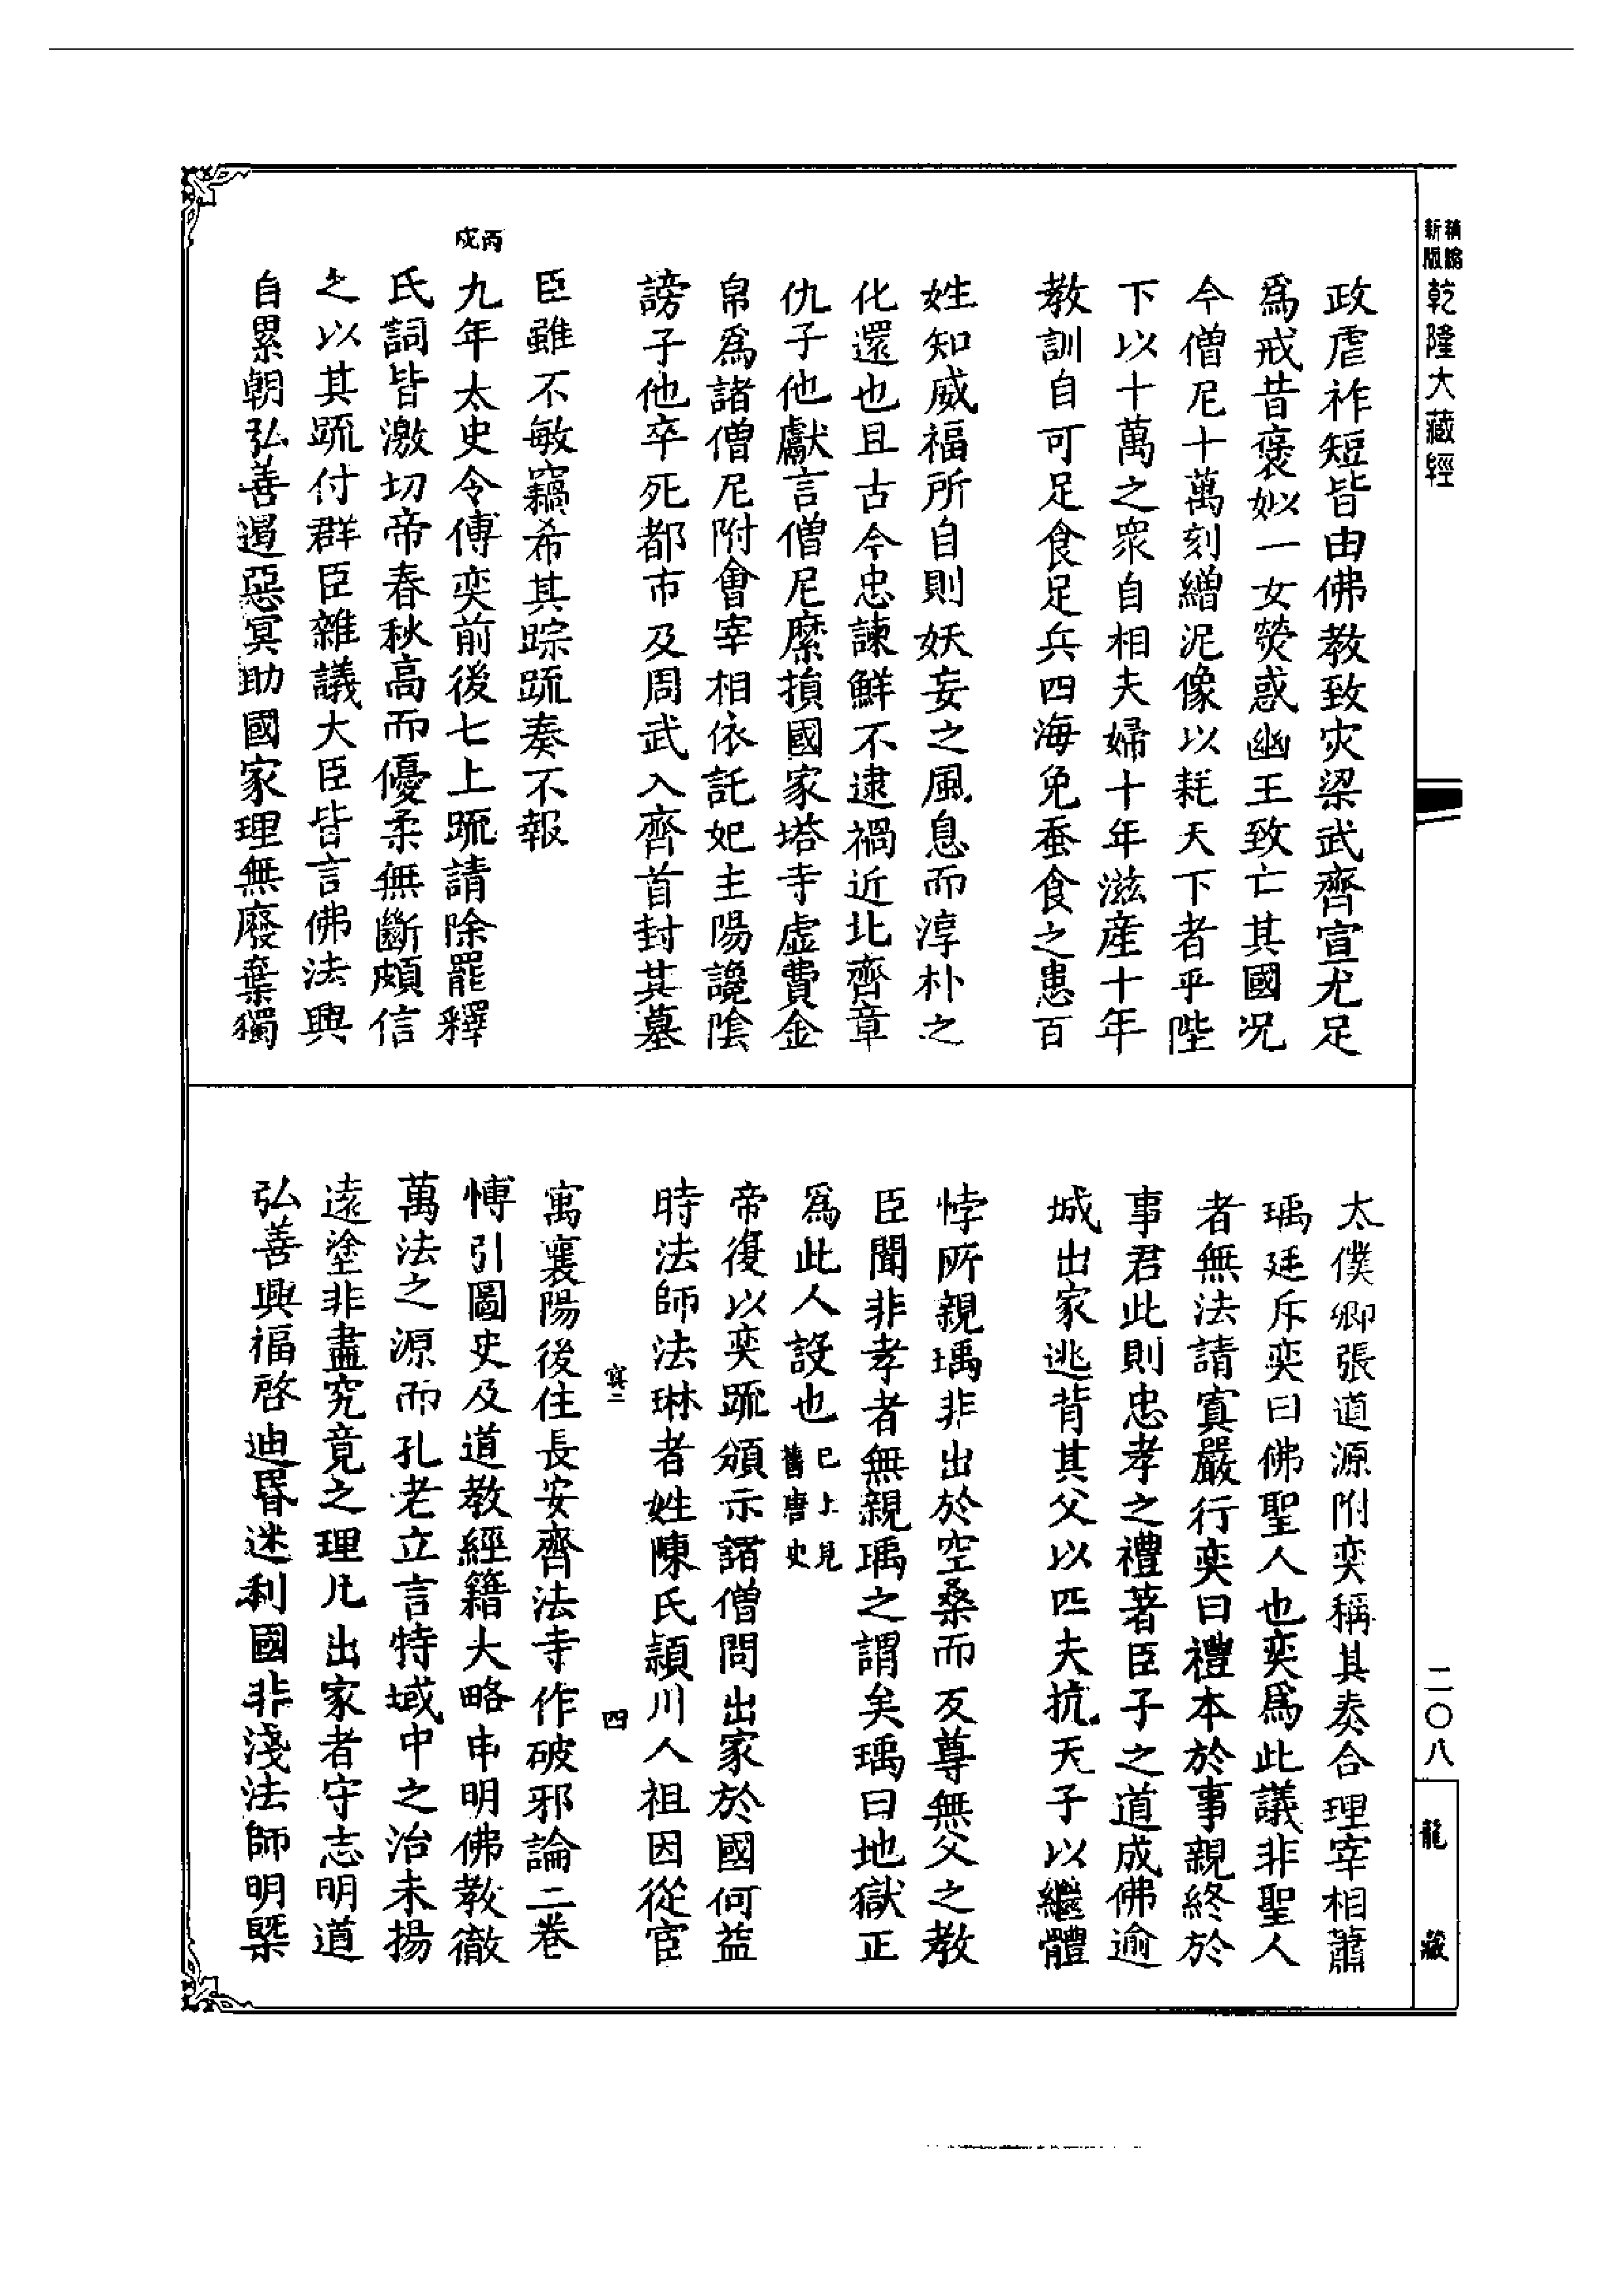 精縮
新版
乾隆大藏經
二〇八
龍藏
政虐祚短皆由佛教致灾梁武齊宣尤足
爲戒昔褒姒一女熒惑幽王致亡其國况
今僧尼十萬刻繒泥像以耗天下者乎陛
下以十萬之衆自相夫婦十年滋産十年
教訓自可足食足兵四海免蚕食之患百
姓知威福所自則妖妄之風息而淳朴之
化還也且古今忠諫鮮不逮禍近北齊章
仇子他獻言僧尼縻損國家塔寺虛費金
帛爲諸僧尼附會宰相依託妃主陽讒陰
謗子他卒死都市及周武入齊首封其墓
臣雖不敏竊希其踪疏奏不報
丙戌
九年太史令傅奕前後七上疏請除罷釋
氏詞皆激切帝春秋高而優柔無斷頗信
之以其疏付群臣雜議大臣皆言佛法興
自累朝弘善遏惡冥助國家理無廢棄獨
太僕卿張道源附奕稱其奏合理宰相蕭
瑀廷斥奕曰佛聖人也奕爲此議非聖人
者無法請寘嚴行奕曰禮本於事親終於
事君此則忠孝之禮著臣子之道成佛逾
城出家逃背其父以匹夫抗天子以繼體
悖所親瑀非出於空桑而反尊無父之教
臣聞非孝者無親瑀之謂矣瑀曰地獄正
爲此人設也已上見舊唐史
帝復以奕疏頒示諸僧問出家於國何益
時法師法琳者姓陳氏頴川人祖因從宦
冥二
四
寓襄陽後住長安齊法寺作破邪論二巻
愽引圖史及道教經籍大略申明佛教徹
萬法之源而孔老立言特域中之治未揚
遠塗非盡究竟之理凡出家者守志明道
弘善興福啓迪昏迷利國非淺法師明槩